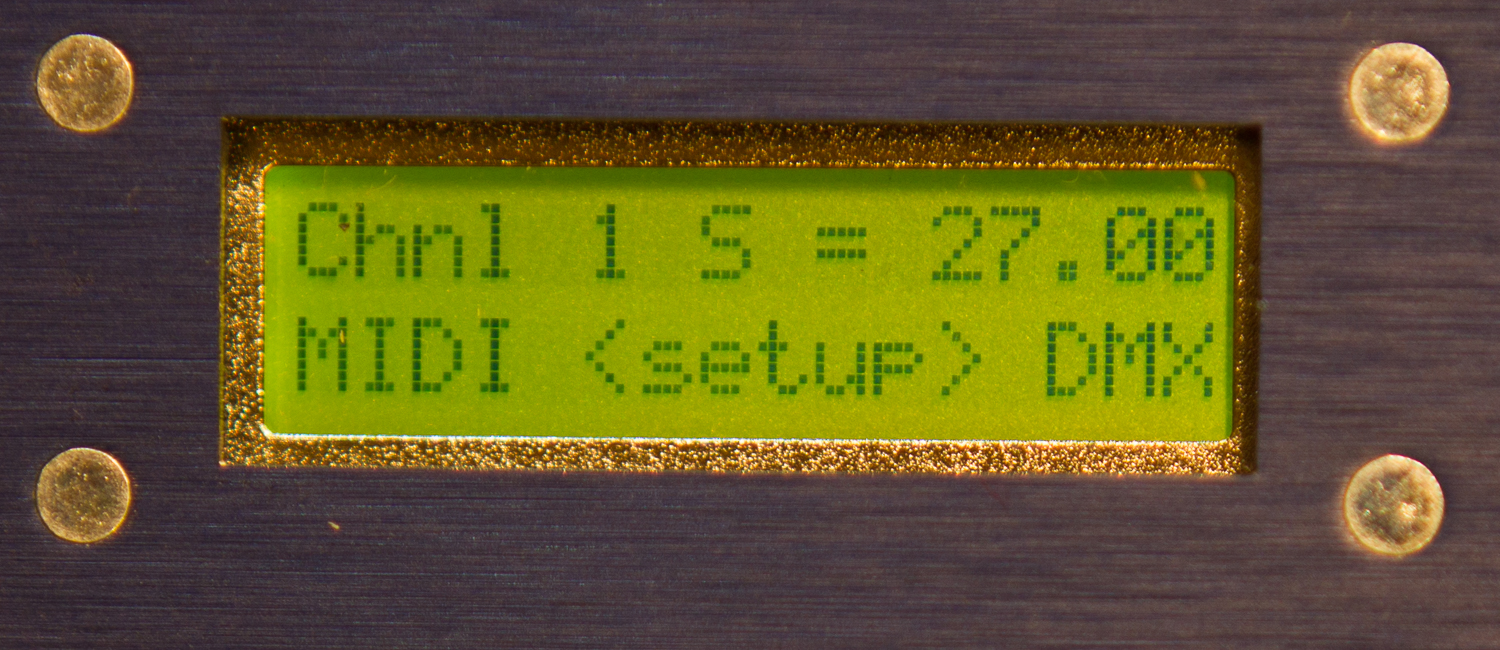 Chnl 1 S = 27.00
MIDI <setup> DMX